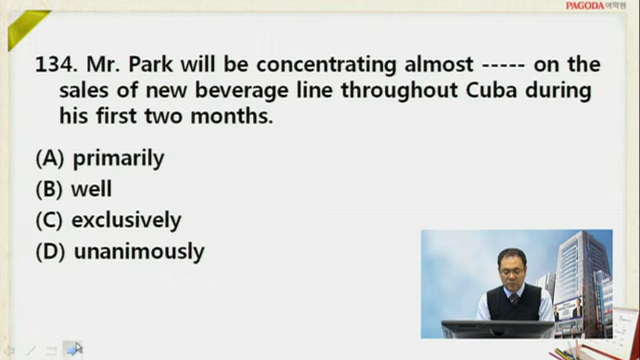 PAGODA어학원
134. Mr. Park will be concentrating almost ----- on the
sales of new beverage line throughout Cuba during
his first two months.
(A) primarily
(B) well
(C) exclusively
(D) unanimously